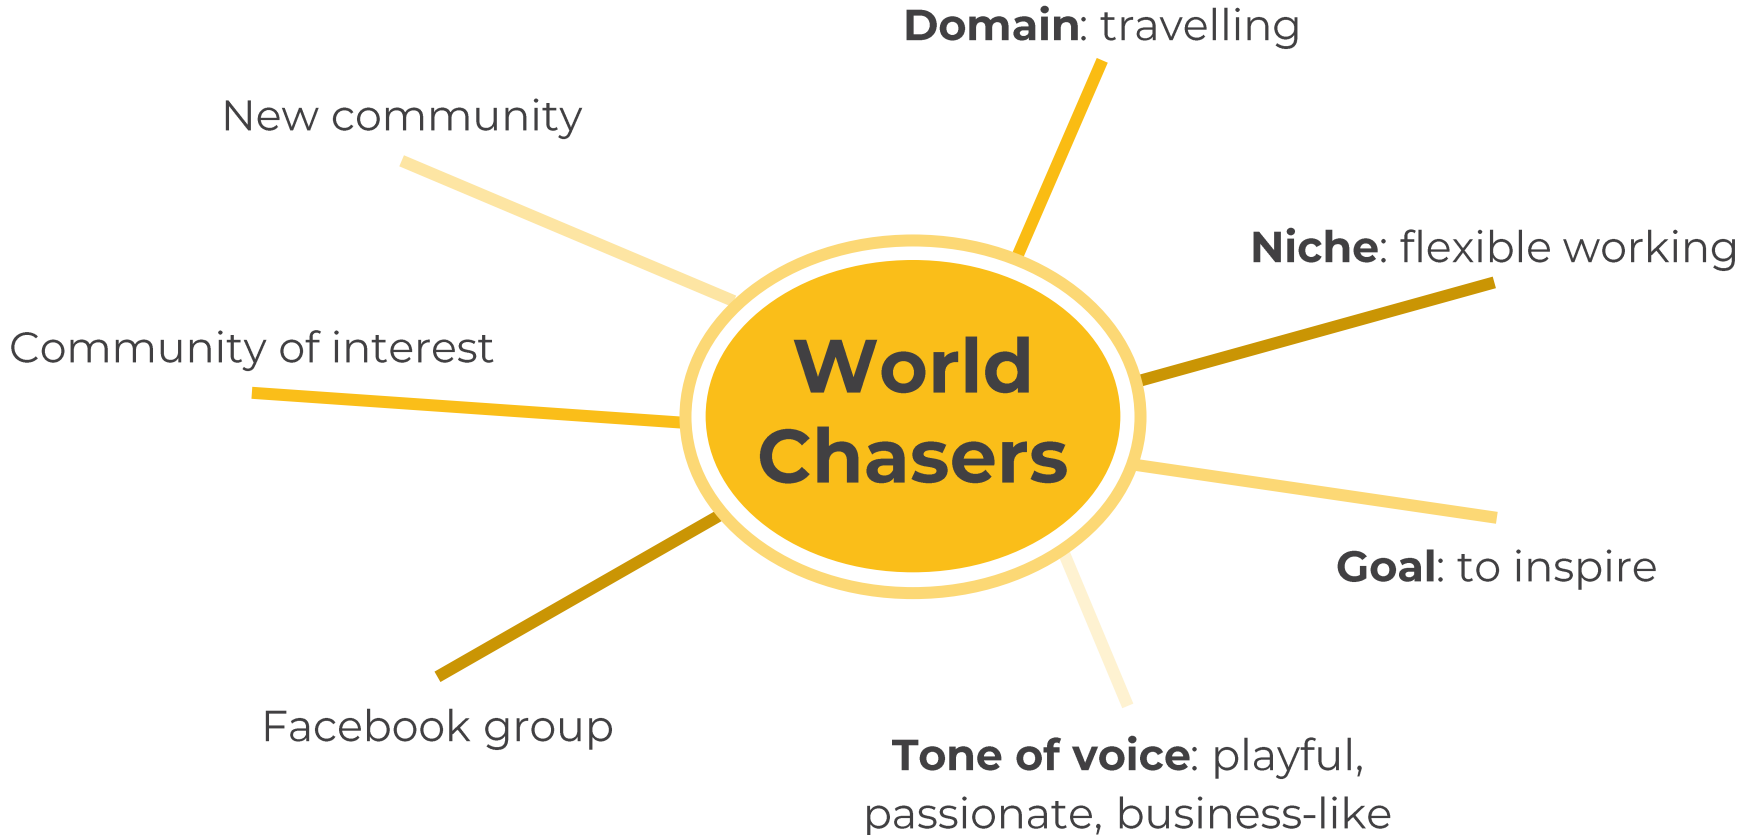 Domain: travelling
New community
Niche: flexible working
Community of interest
World
Chasers
Goal: to inspire
Facebook group
Tone of voice: playful,
passionate, business-like